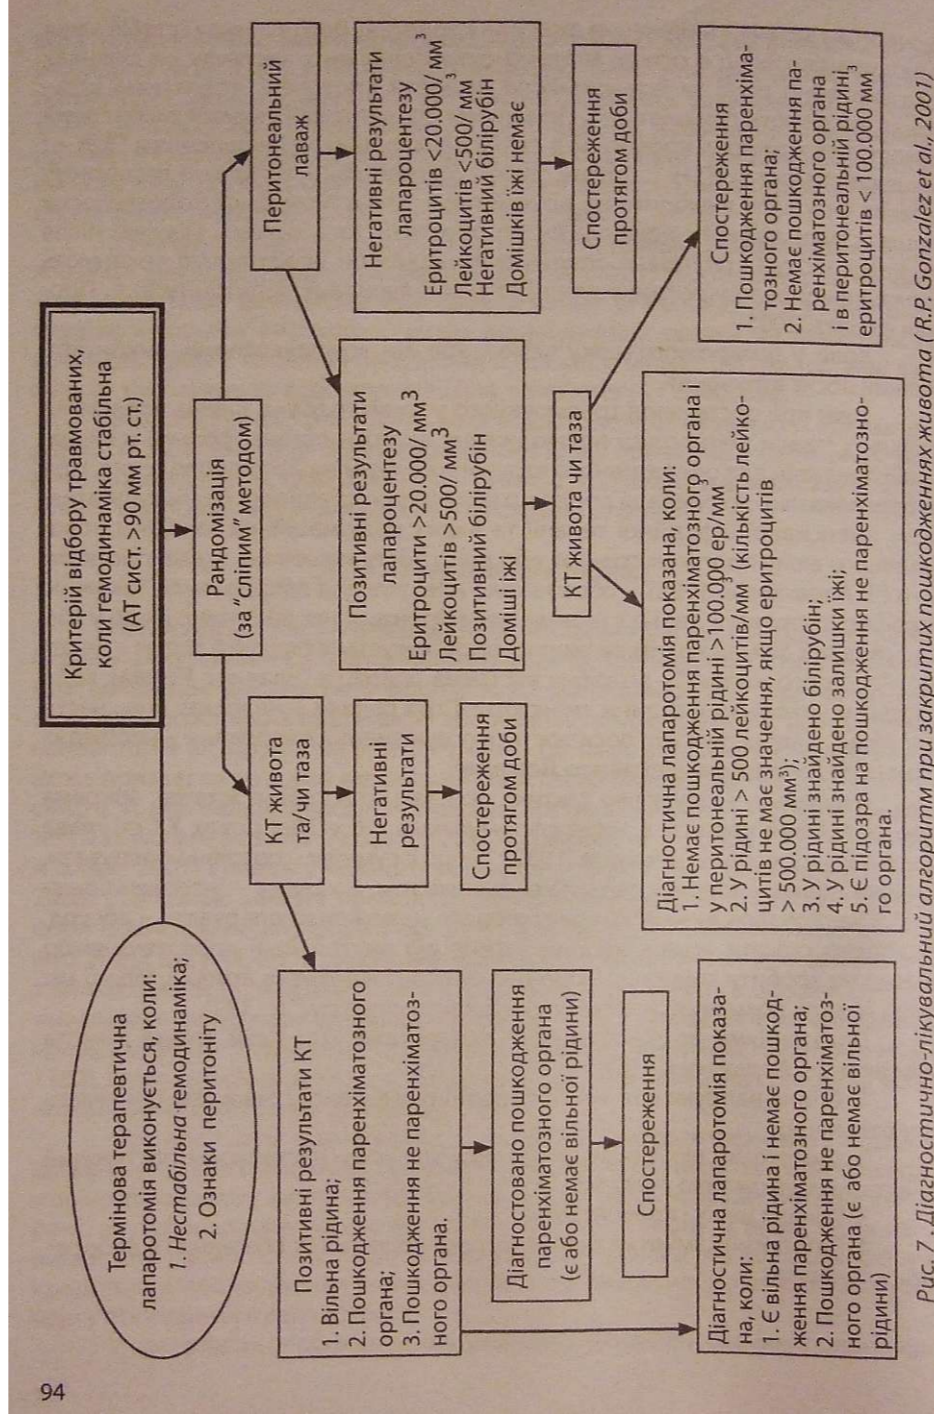 94
Термінова терапевтична
лапаротомія виконується, коли:
1. Нестабільна гемодинаміка;
2. Ознаки перитоніту
Критерій відбору травмованих,
коли гемодинаміка стабільна
(АТ сист. >90 мм рт. ст.)
Рандомізація
(за "сліпим" методом)
КТ живота
та/чи таза
Перитонеальний
лаваж
Позитивні результати КТ
1. Вільна рідина;
2. Пошкодження паренхіматозного
органа;
3. Пошкодження не паренхіматоз-
ного органа.
Негативні
результати
Спостереження
протягом доби
Позитивні результати
лапароцентезу
Еритроцити >20.000/ мм³
Лейкоцитів >500/ мм³
Позитивний білірубін
Доміші їжі
Негативні результати
лапароцентезу
Еритроцитів <20.000/ мм³
Лейкоцитів <500/ мм³
Негативний білірубін
Домішків їжі немає
Діагностовано пошкодження
паренхіматозного органа
(є або немає вільної рідини)
Спостереження
КТ живота чи таза
Спостереження
протягом доби
Діагностична лапаротомія показа-
на, коли:
1. Є вільна рідина і немає пошкод-
ження паренхіматозного органа;
2. Пошкодження не паренхіматоз-
ного органа (є або немає вільної
рідини)
Діагностична лапаротомія показана, коли:
1. Немає пошкодження паренхіматозного органа і
у перитонеальній рідині >100.000 ер/мм³
2. У рідині > 500 лейкоцитів/мм³ (кількість лейко-
цитів не має значення, якщо еритроцитів
> 500.000 мм³);
3. У рідині знайдено білірубін;
4. У рідині знайдено залишки їжі;
5. Є підозра на пошкодження не паренхіматозно-
го органа.
Спостереження
1. Пошкодження паренхіма-
тозного органа;
2. Немає пошкодження па-
ренхіматозного органа
і в перитонеальній рідині
еритроцитів < 100.000 мм³
Рис. 7. Діагностично-лікувальний алгоритм при закритих пошкодженнях живота (R.P. Gonzalez et al., 2001)